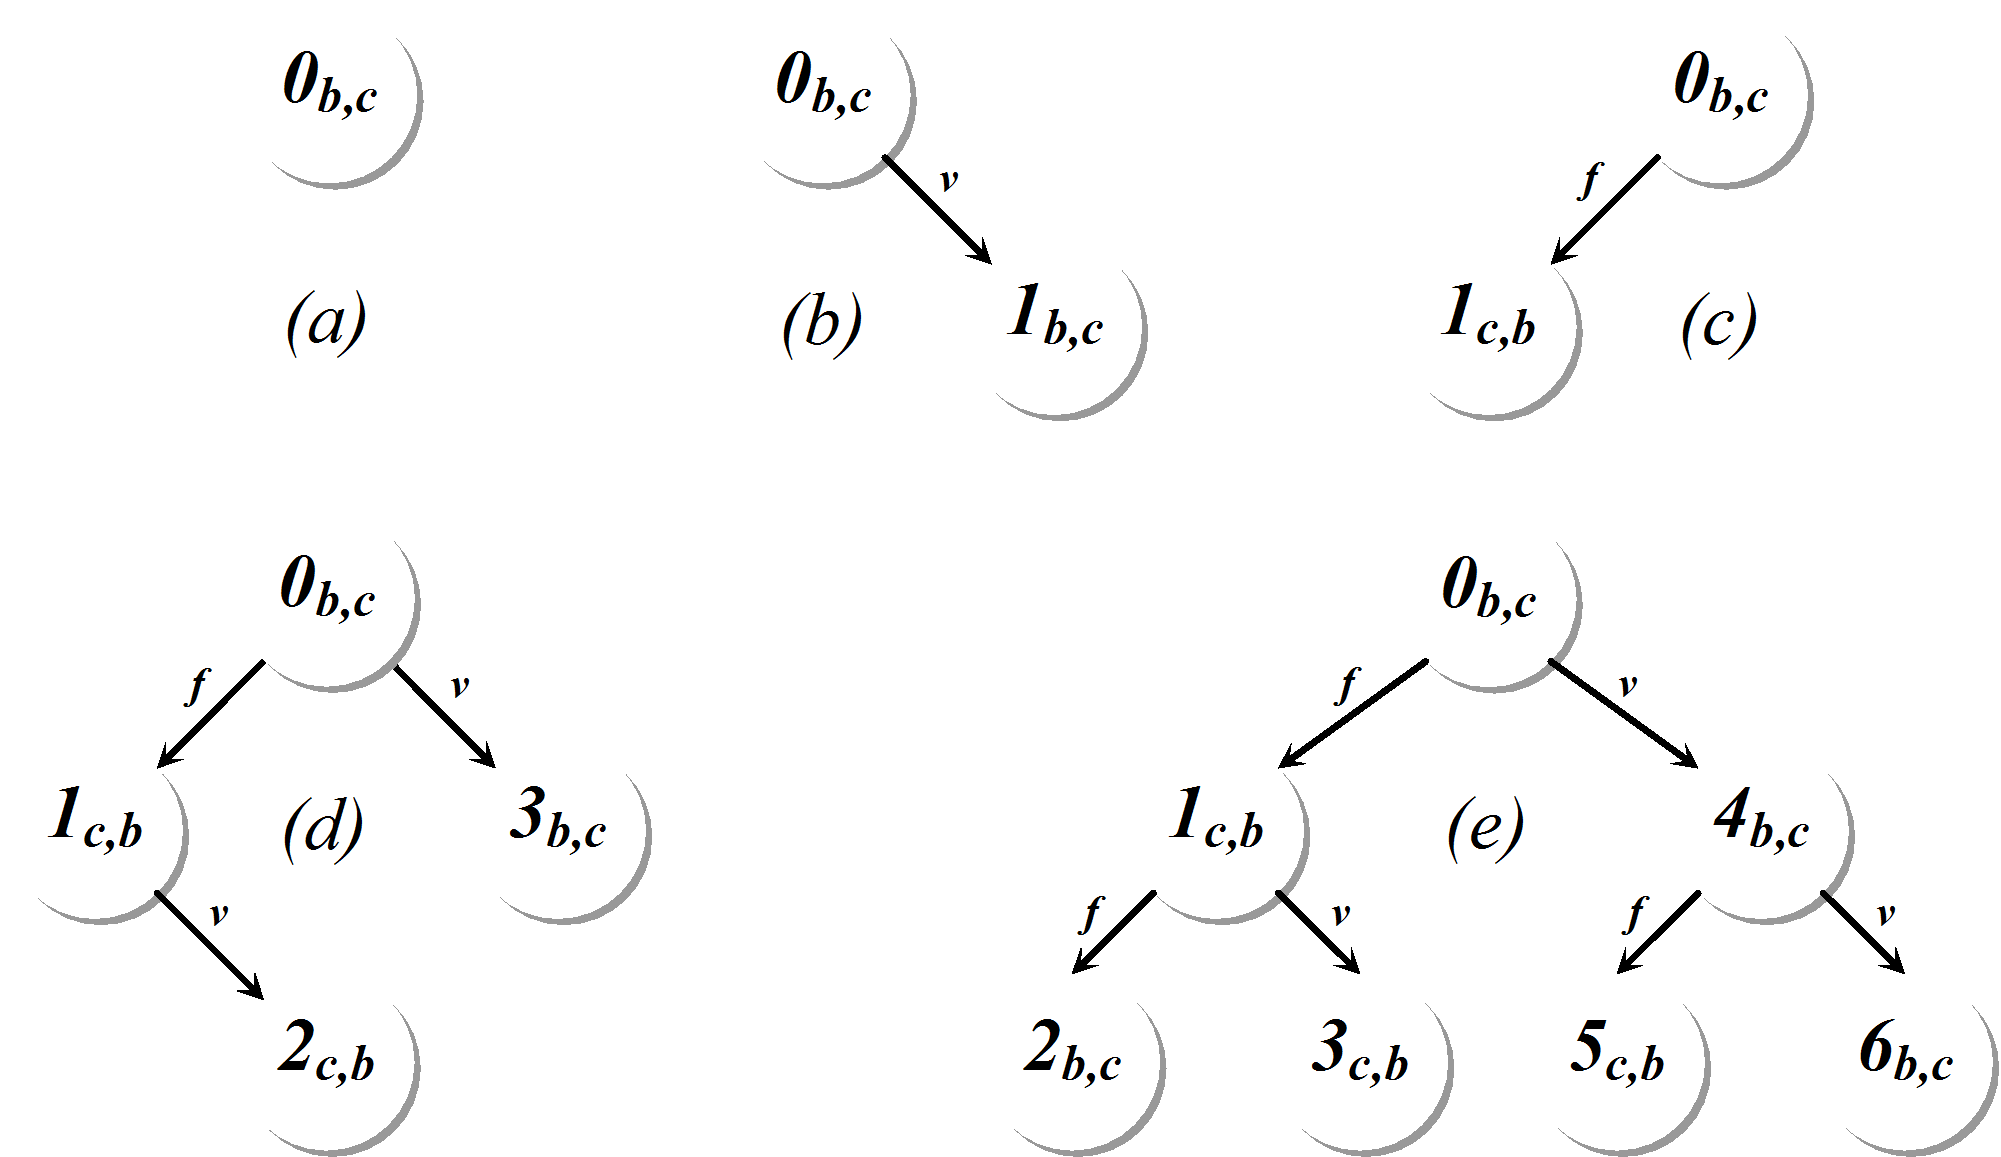 0b,c 0b,c 0b,c
v f
(a) (b) 1b,c 1c,b (c)
0b,c 0b,c
f v f v
1c,b (d) 3b,c 1c,b (e) 4b,c
v f v f v
2c,b 2b,c 3c,b 5c,b 6b,c